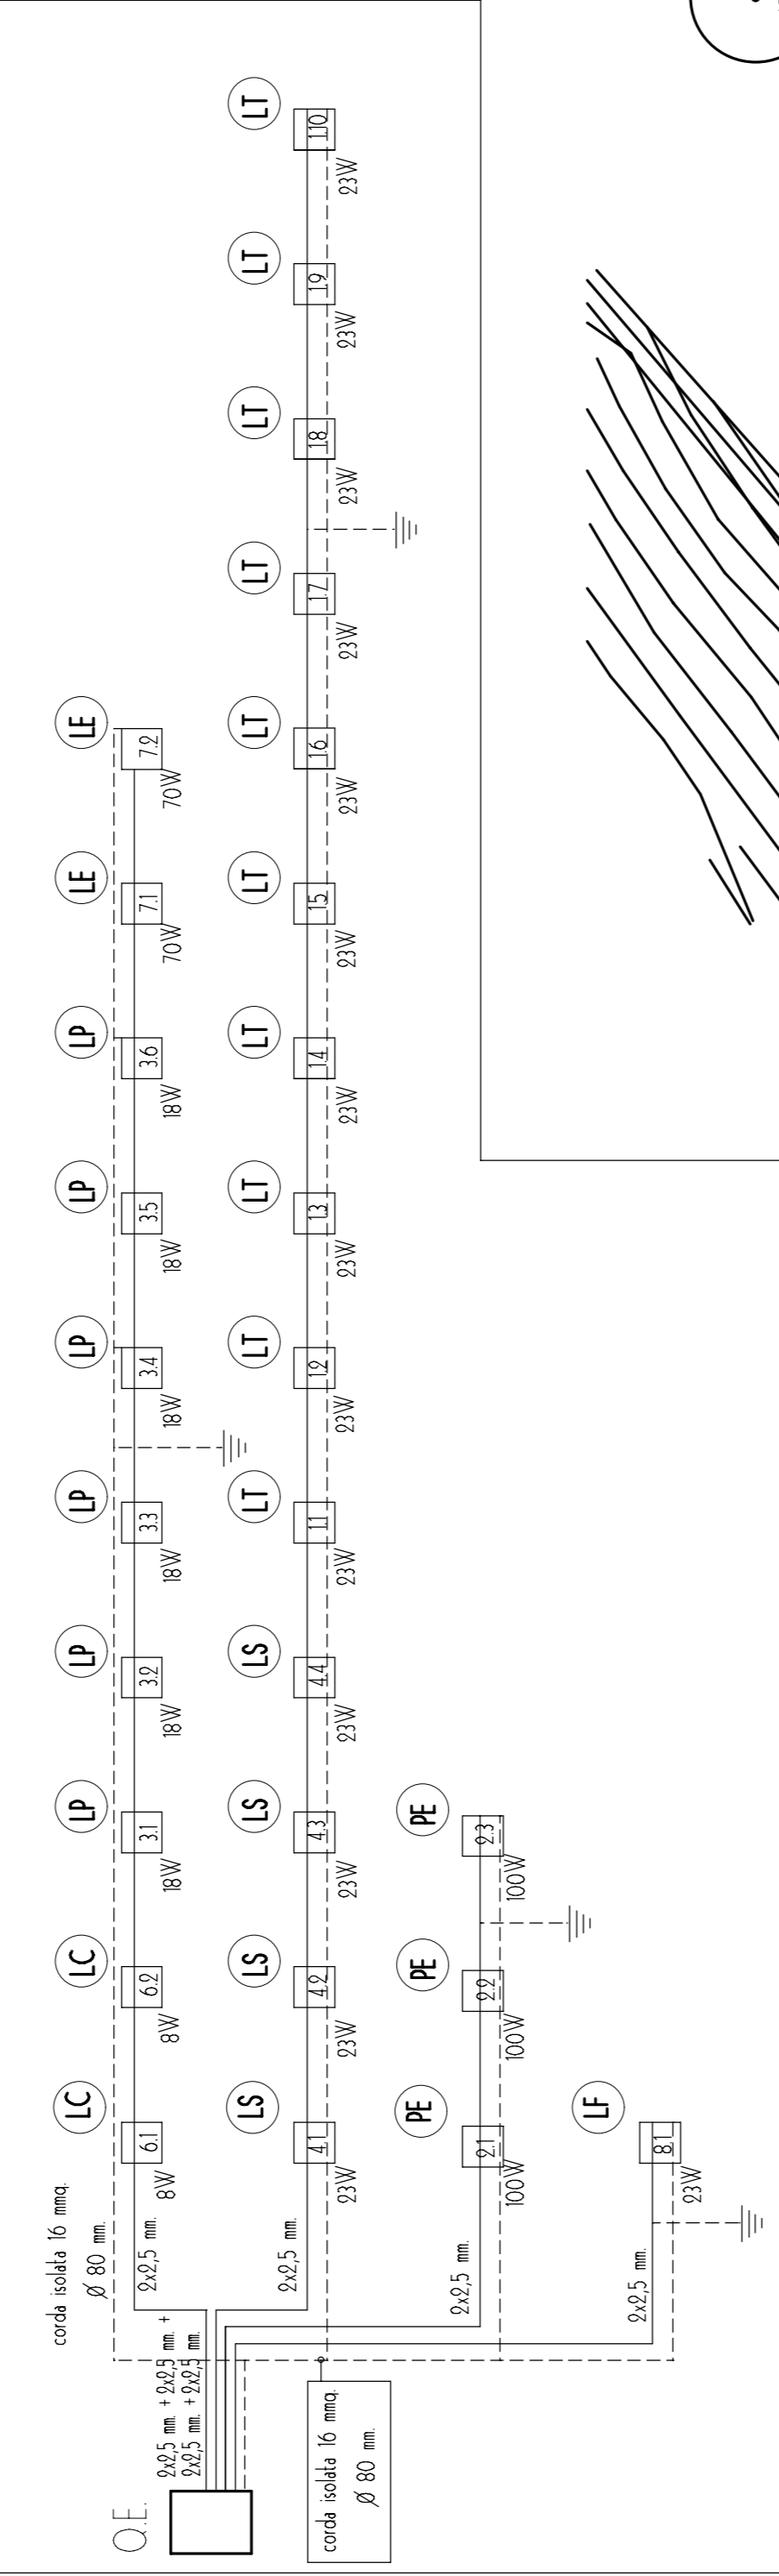 Q.E.
2x2,5 mm. + 2x2,5 mm. +
2x2,5 mm. + 2x2,5 mm.
corda isolata 16 mmq.
Ø 80 mm.
corda isolata 16 mmq.
Ø 80 mm.
2x2,5 mm.
LC
6.1
8W
LC
6.2
8W
LP
3.1
18W
LP
3.2
18W
LP
3.3
18W
LP
3.4
18W
LP
3.5
18W
LP
3.6
18W
LE
7.1
70W
LE
7.2
70W
2x2,5 mm.
LS
4.1
23W
LS
4.2
23W
LS
4.3
23W
LS
4.4
23W
LT
1.1
23W
LT
1.2
23W
LT
1.3
23W
LT
1.4
23W
LT
1.5
23W
LT
1.6
23W
LT
1.7
23W
LT
1.8
23W
LT
1.9
23W
LT
1.10
23W
2x2,5 mm.
PE
2.1
100W
PE
2.2
100W
PE
2.3
100W
2x2,5 mm.
LF
8.1
23W